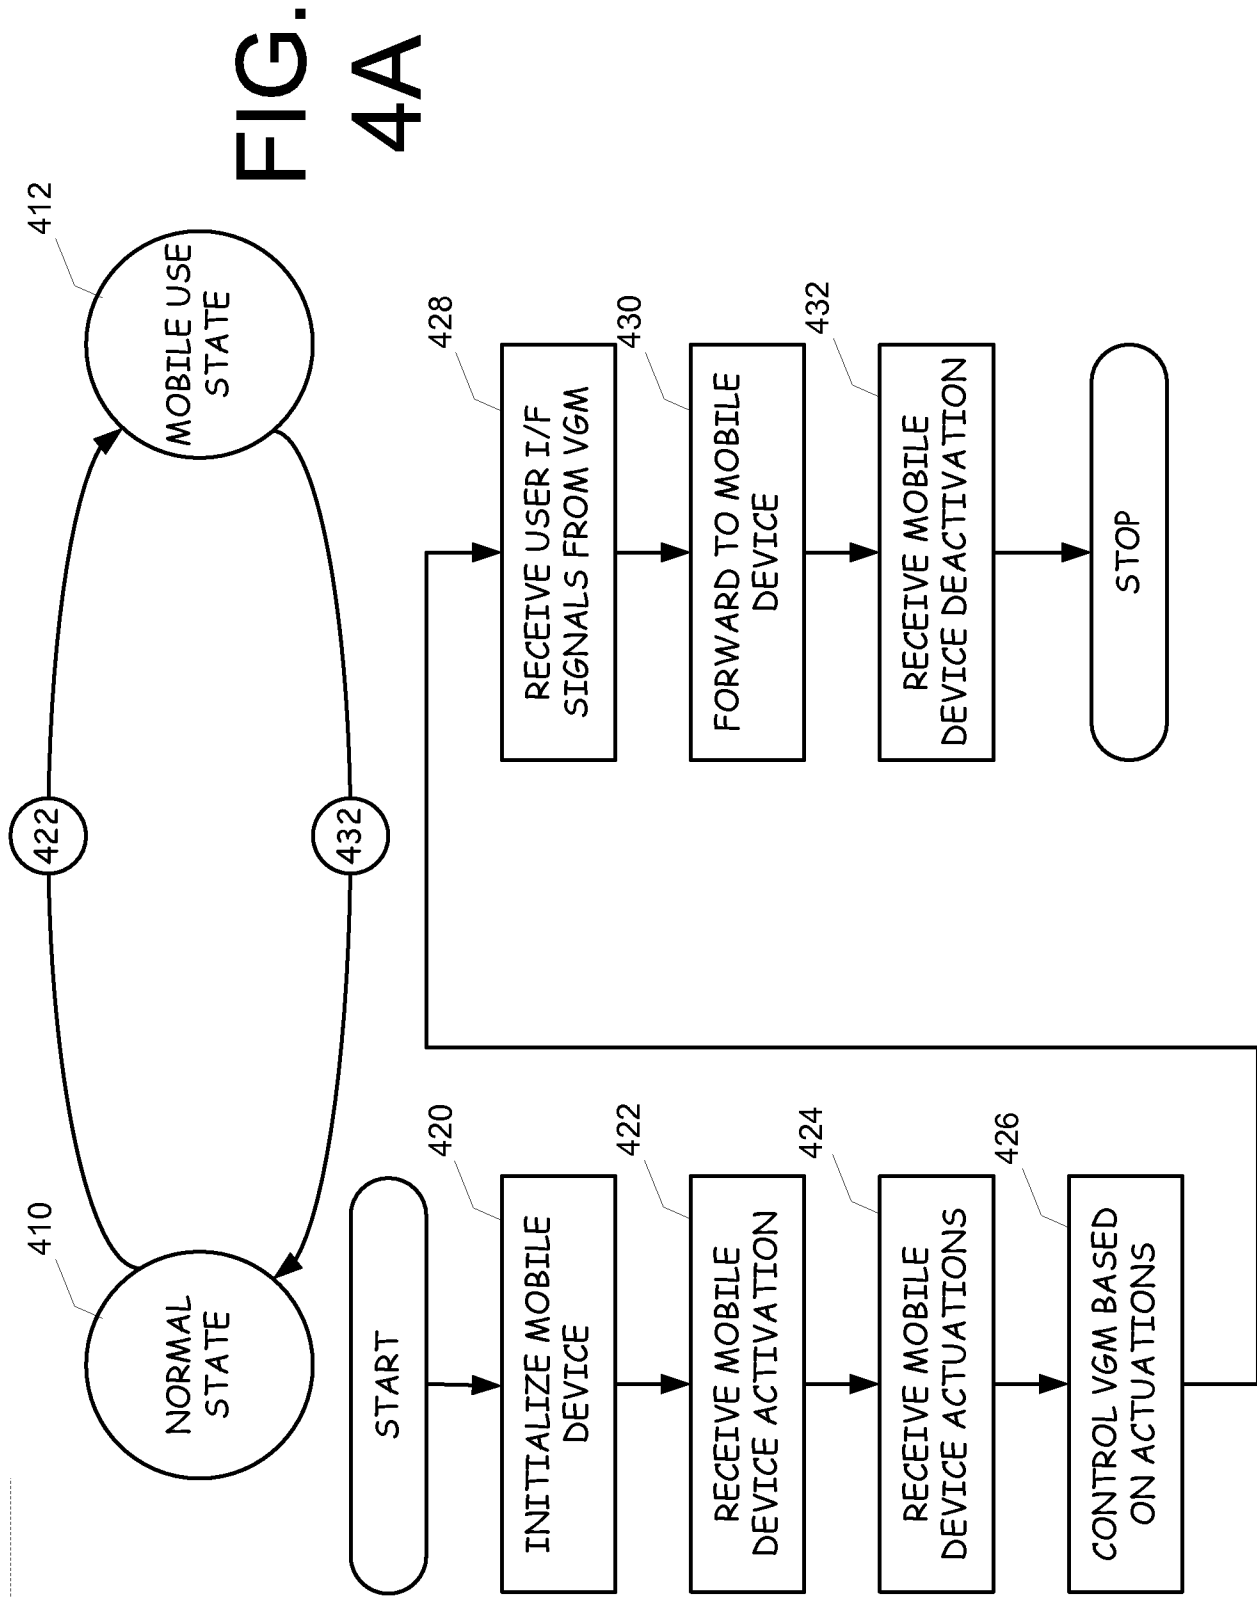 FIG.
4A
410
NORMAL
STATE
422
432
412
MOBILE USE
STATE
START
420
INITIALIZE MOBILE
DEVICE
422
RECEIVE MOBILE
DEVICE ACTIVATION
424
RECEIVE MOBILE
DEVICE ACTUATIONS
426
CONTROL VGM BASED
ON ACTUATIONS
428
RECEIVE USER I/F
SIGNALS FROM VGM
430
FORWARD TO MOBILE
DEVICE
432
RECEIVE MOBILE
DEVICE DEACTIVATION
STOP